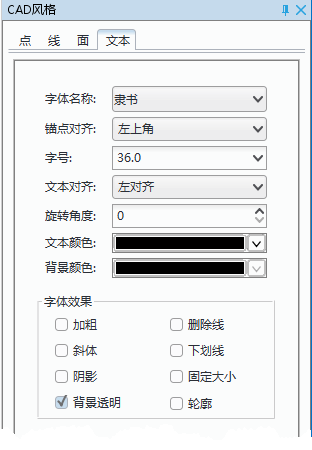 CAD风格
点 线 面 文本
字体名称: 隶书
锚点对齐: 左上角
字号: 36.0
文本对齐: 左对齐
旋转角度: 0
文本颜色:
背景颜色:
字体效果
加粗 删除线
斜体 下划线
阴影 固定大小
背景透明 轮廓